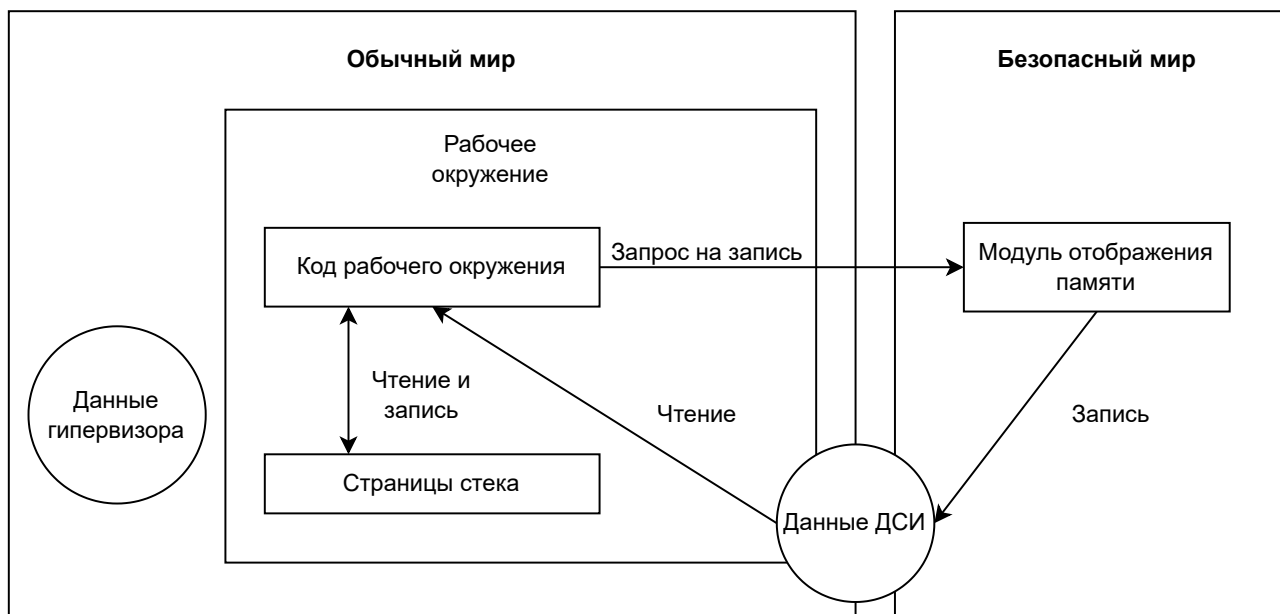 Обычный мир
Безопасный мир
Рабочее
окружение
Код рабочего окружения
Запрос на запись
Модуль отображения
памяти
Данные
гипервизора
Чтение и
запись
Чтение
Запись
Страницы стека
Данные ДСИ